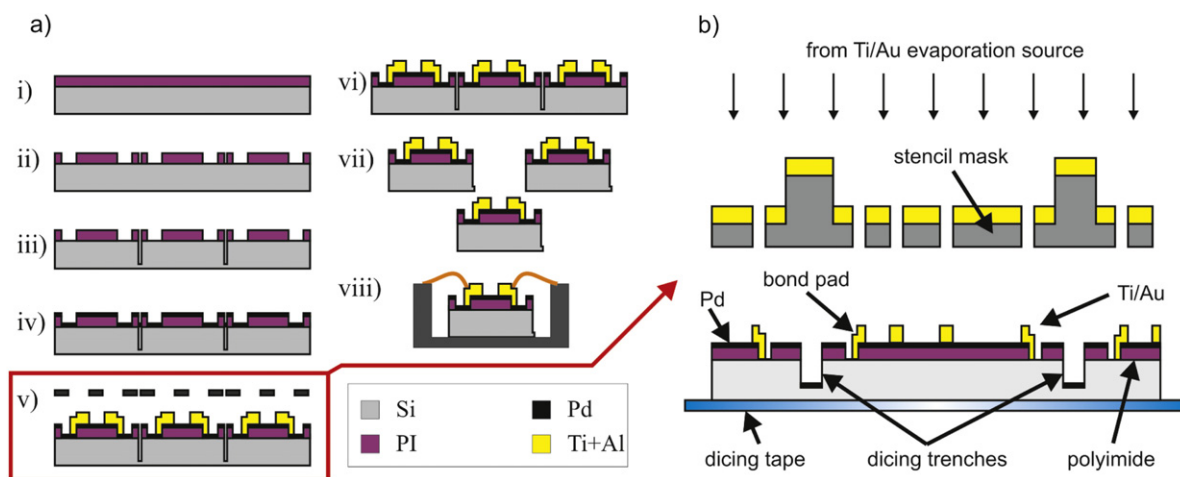 a)
i)
ii)
iii)
iv)
v)
vi)
vii)
viii)
Si
Pd
PI
Ti+Al
b)
from Ti/Au evaporation source
stencil mask
bond pad
Pd
Ti/Au
dicing tape
dicing trenches
polyimide